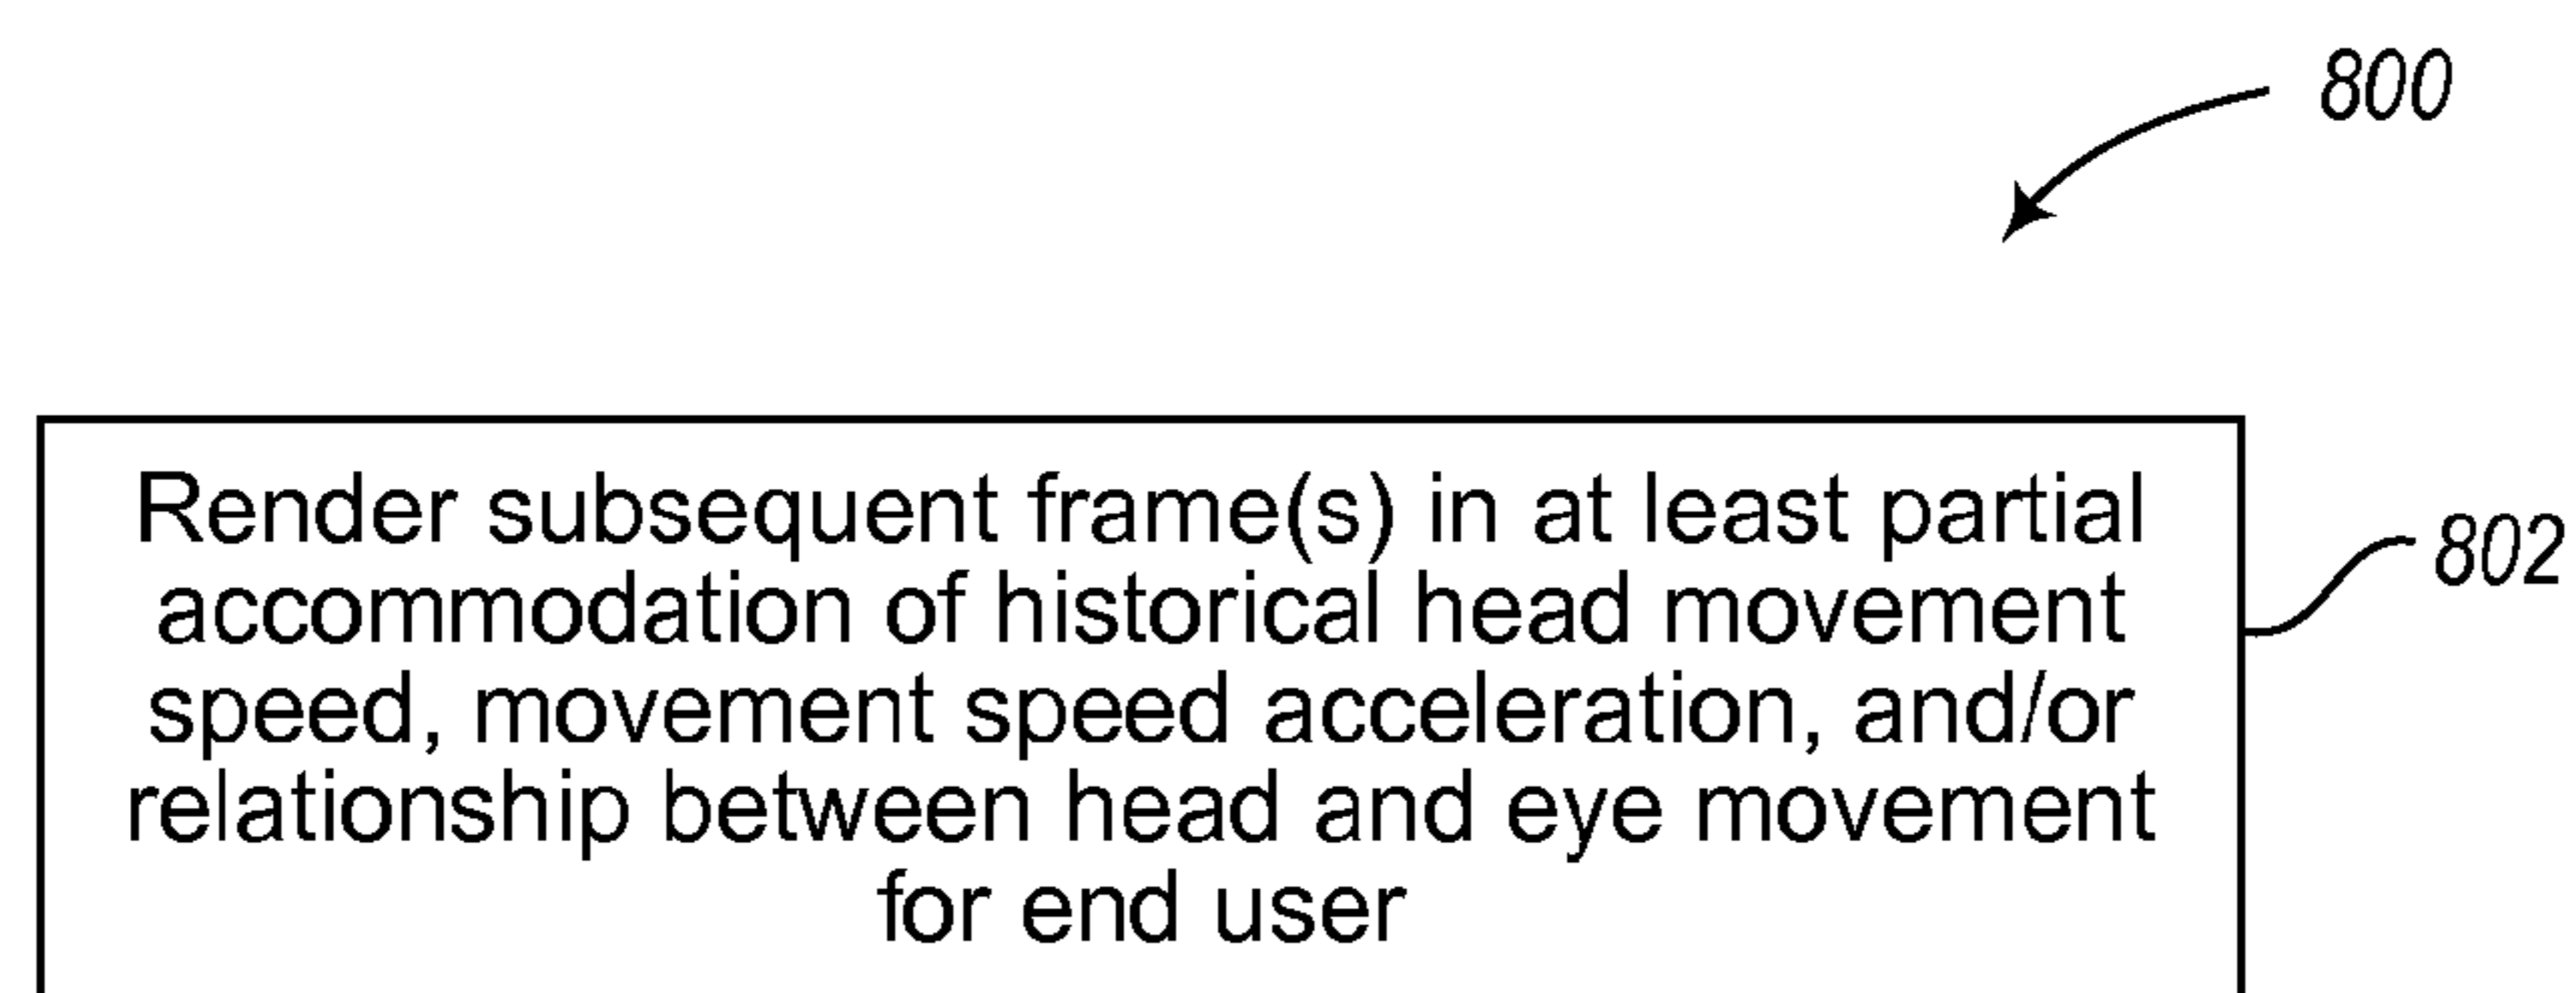 800
Render subsequent frame(s) in at least partial
accommodation of historical head movement
speed, movement speed acceleration, and/or
relationship between head and eye movement
for end user
802